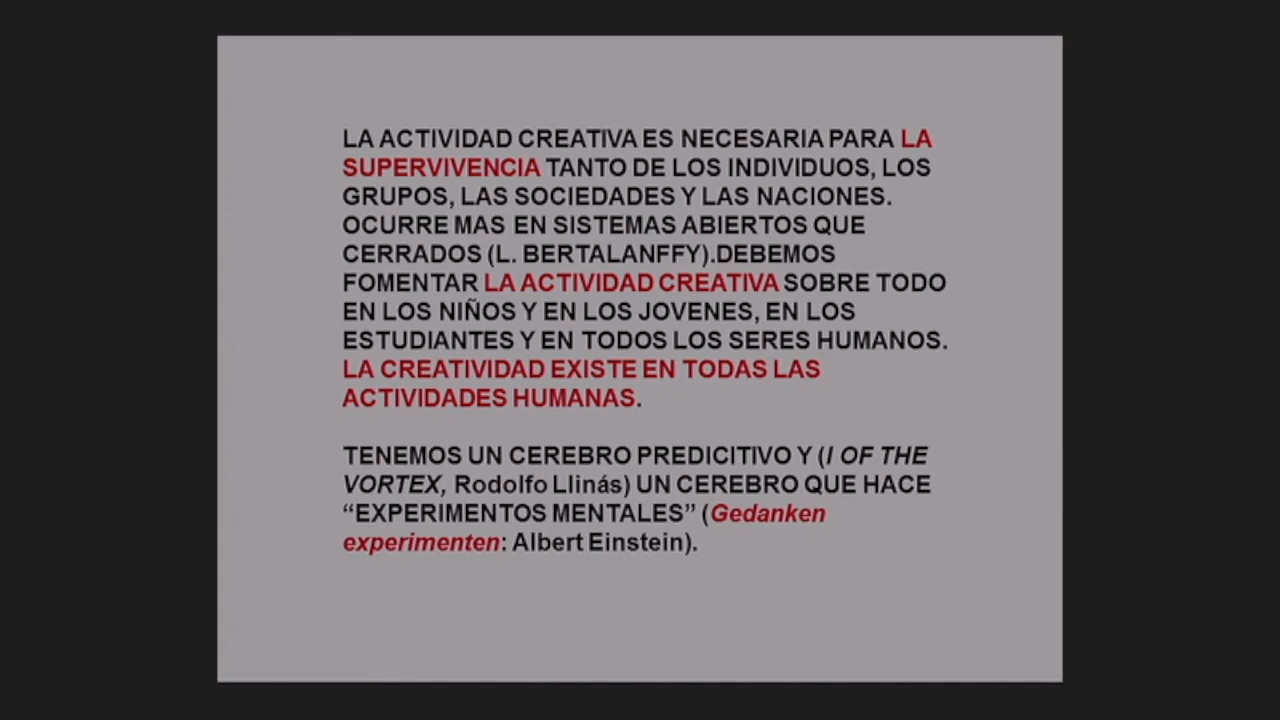 LA ACTIVIDAD CREATIVA ES NECESARIA PARA LA
SUPERVIVENCIA TANTO DE LOS INDIVIDUOS, LOS
GRUPOS, LAS SOCIEDADES Y LAS NACIONES.
OCURRE MAS EN SISTEMAS ABIERTOS QUE
CERRADOS (L. BERTALANFFY).DEBEMOS
FOMENTAR LA ACTIVIDAD CREATIVA SOBRE TODO
EN LOS NIÑOS Y EN LOS JOVENES, EN LOS
ESTUDIANTES Y EN TODOS LOS SERES HUMANOS.
LA CREATIVIDAD EXISTE EN TODAS LAS
ACTIVIDADES HUMANAS.
TENEMOS UN CEREBRO PREDICITIVO Y (I OF THE
VORTEX, Rodolfo Llinás) UN CEREBRO QUE HACE
“EXPERIMENTOS MENTALES” (Gedanken
experimenten: Albert Einstein).